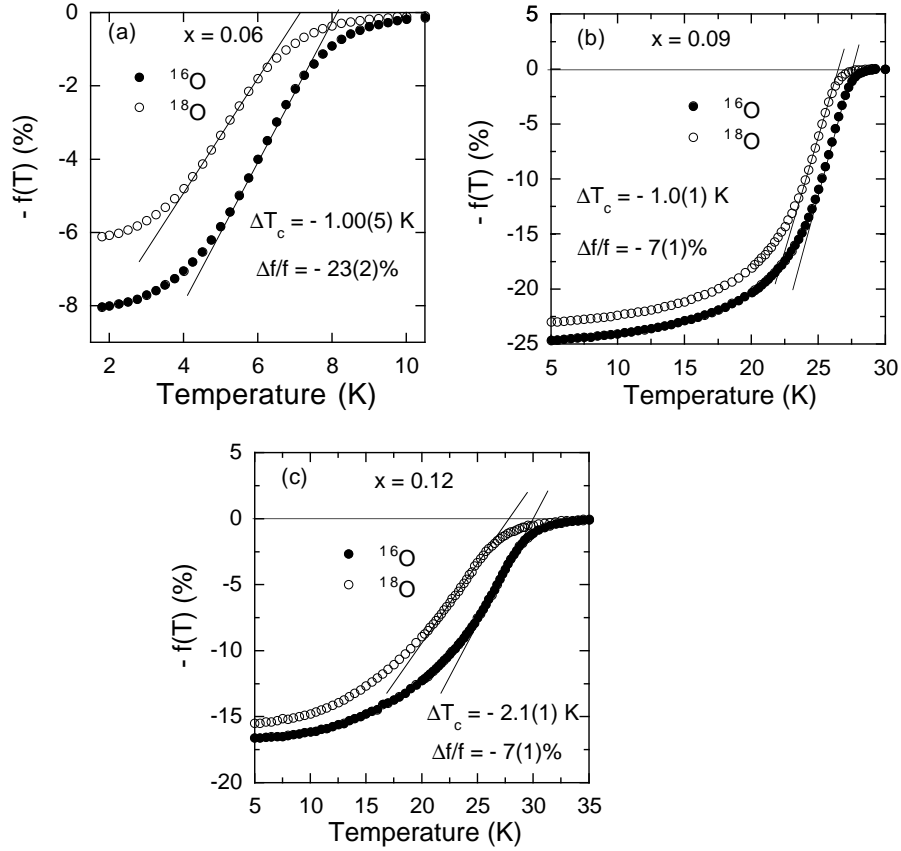 (a)
x = 0.06
16O
18O
ΔTc = - 1.00(5) K
Δf/f = - 23(2)%
- f(T) (%)
0
-2
-4
-6
-8
2 4 6 8 10
Temperature (K)
(b)
x = 0.09
16O
18O
ΔTc = - 1.0(1) K
Δf/f = - 7(1)%
- f(T) (%)
5
0
-5
-10
-15
-20
-25
5 10 15 20 25 30
Temperature (K)
(c)
x = 0.12
16O
18O
ΔTc = - 2.1(1) K
Δf/f = - 7(1)%
- f(T) (%)
5
0
-5
-10
-15
-20
5 10 15 20 25 30 35
Temperature (K)